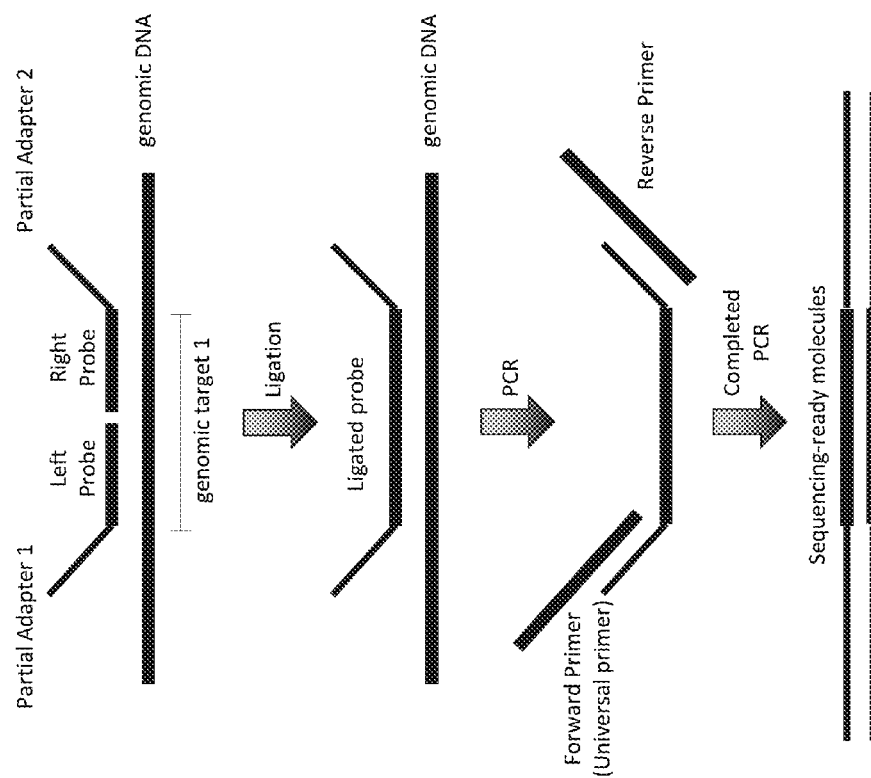 Partial Adapter 1
Partial Adapter 2
Left
Probe
Right
Probe
genomic DNA
genomic target 1
Ligation
Ligated probe
genomic DNA
PCR
Forward Primer
(Universal primer)
Reverse Primer
Completed
PCR
Sequencing-ready molecules